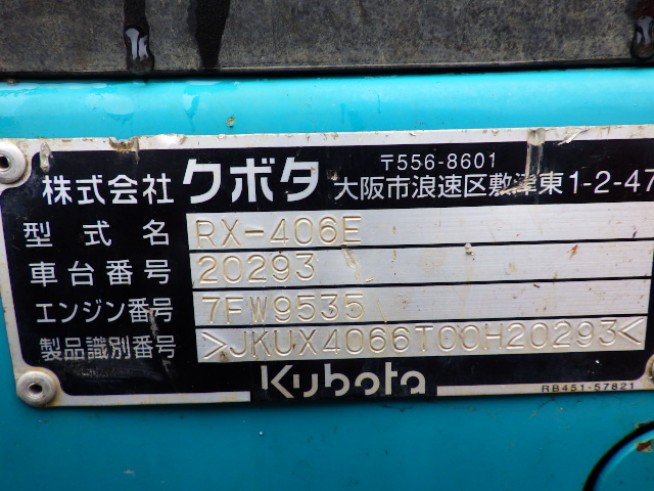 〒556-8601
株式会社 クボタ 大阪市浪速区敷津東1-2-47
型式名 RX-406E
車台番号 20293
エンジン番号 7FW9535
製品識別番号 >JKUX4066TC0H20293<
Kubota
RB451-57821